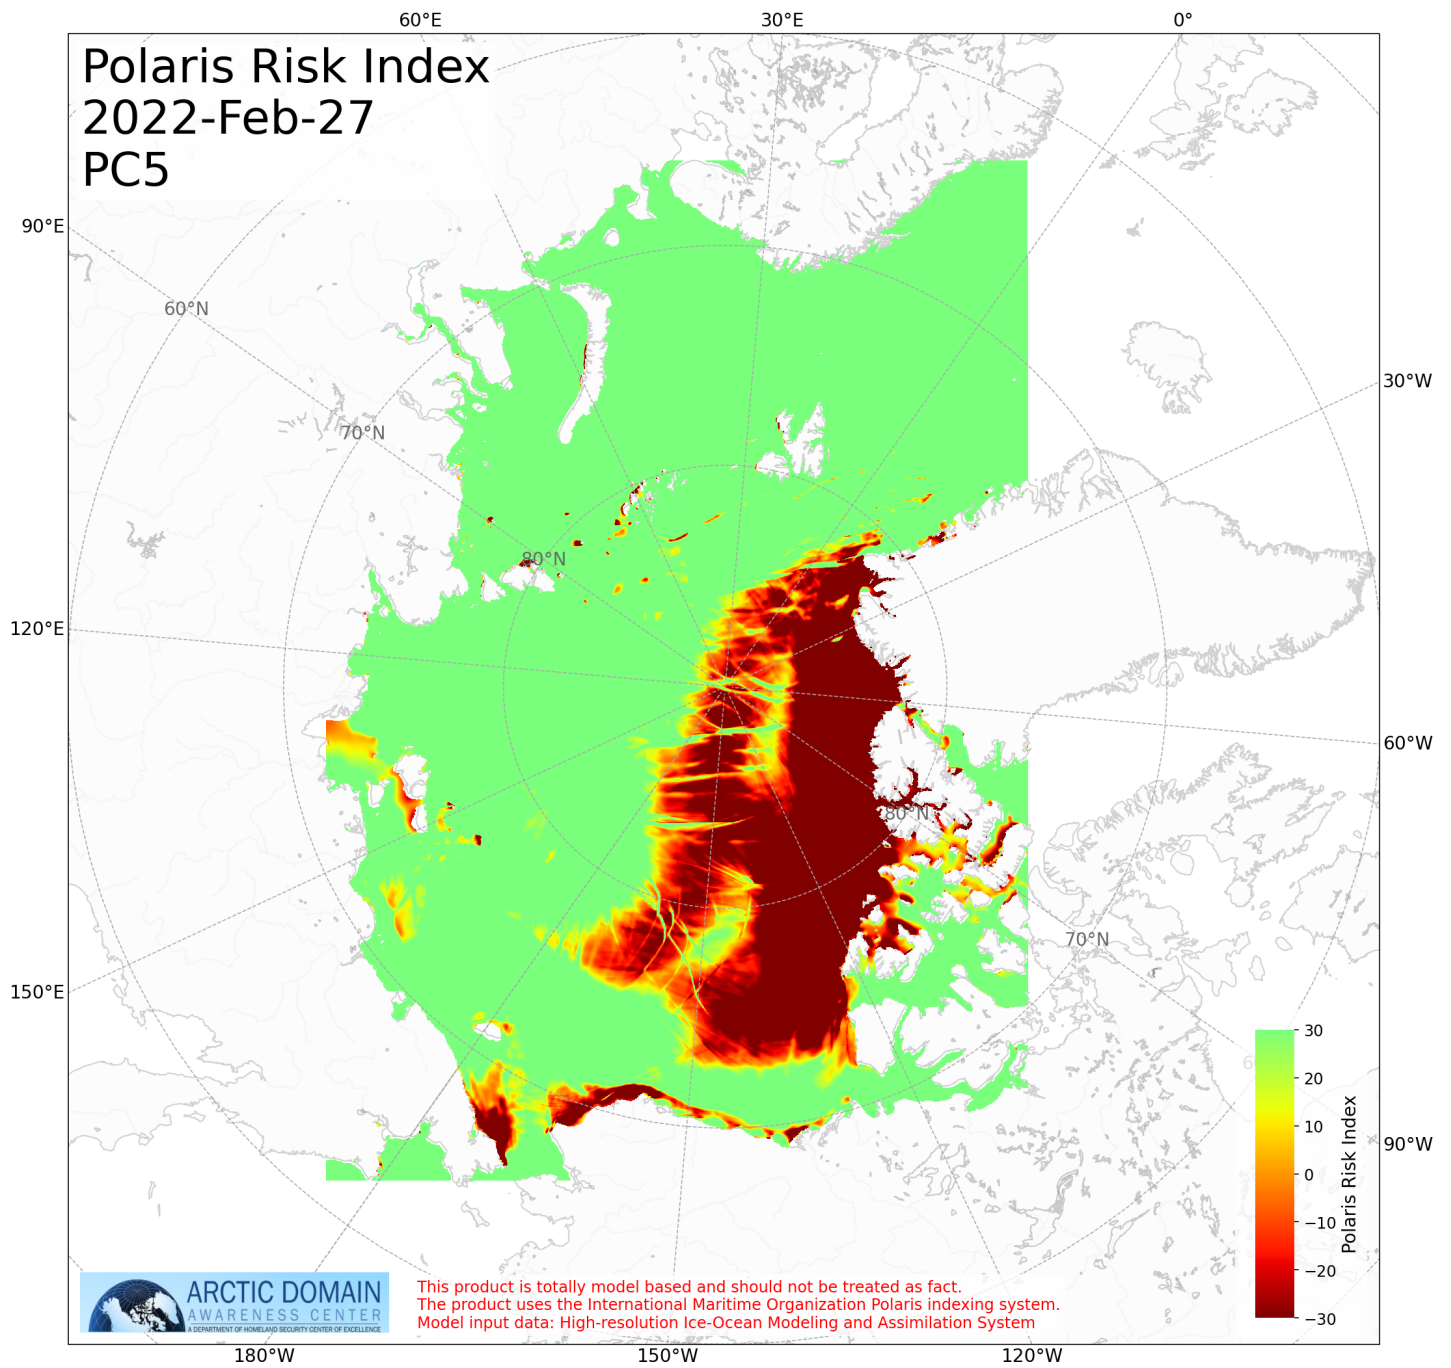 60°E 30°E 0°
Polaris Risk Index
2022-Feb-27
PC5
90°E
60°N
30°W
70°N
80°N
120°E
60°W
80°N
70°N
150°E
30
20
10
0
−10
−20
−30
Polaris Risk Index
90°W
ARCTIC DOMAIN
AWARENESS CENTER
A DEPARTMENT OF HOMELAND SECURITY CENTER OF EXCELLENCE
This product is totally model based and should not be treated as fact.
The product uses the International Maritime Organization Polaris indexing system.
Model input data: High-resolution Ice-Ocean Modeling and Assimilation System
180°W 150°W 120°W